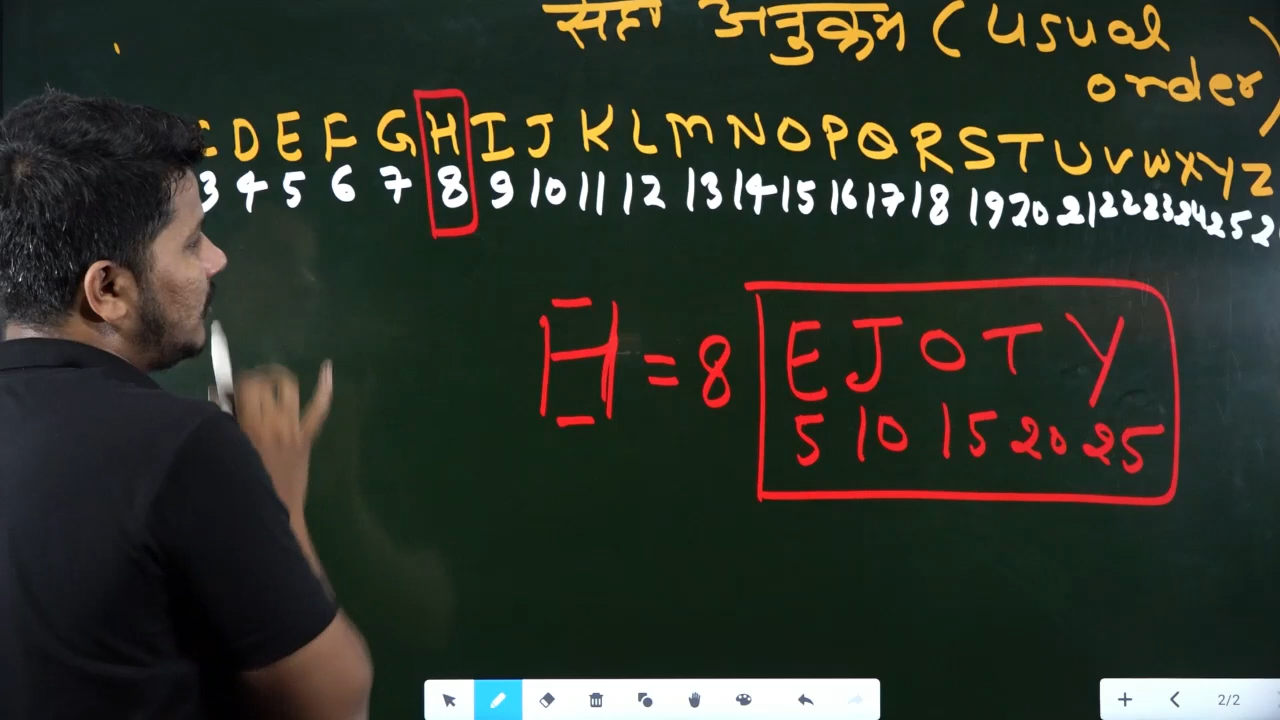 सही अनुक्रम (usual
order)
C D E F G H I J K L M N O P Q R S T U V W X Y Z
3 4 5 6 7 8 9 10 11 12 13 14 15 16 17 18 19 20 21 22 23 24 25 2
H = 8 E J O T Y
5 10 15 20 25
2/2